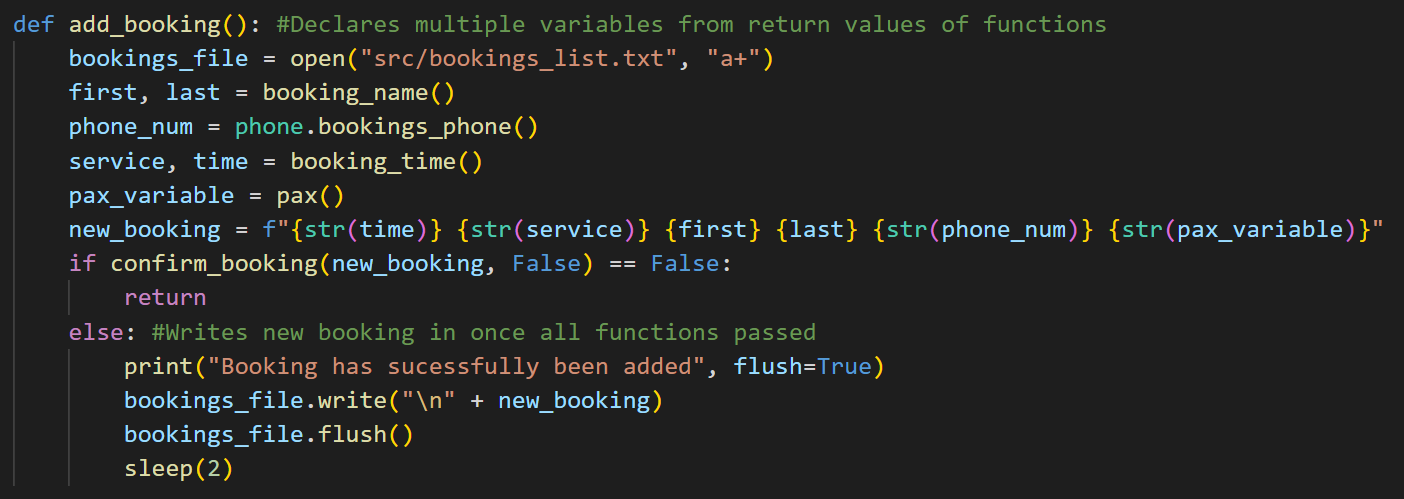 def add_booking(): #Declares multiple variables from return values of functions
    bookings_file = open("src/bookings_list.txt", "a+")
    first, last = booking_name()
    phone_num = phone.bookings_phone()
    service, time = booking_time()
    pax_variable = pax()
    new_booking = f"{str(time)} {str(service)} {first} {last} {str(phone_num)} {str(pax_variable)}"
    if confirm_booking(new_booking, False) == False:
        return
    else: #Writes new booking in once all functions passed
        print("Booking has sucessfully been added", flush=True)
        bookings_file.write("\n" + new_booking)
        bookings_file.flush()
        sleep(2)